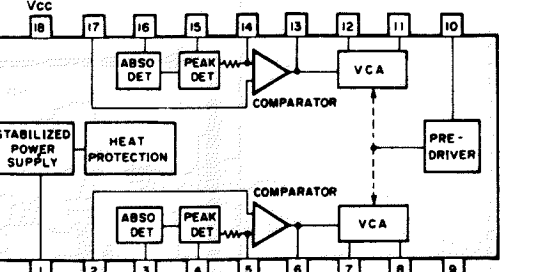 Vcc
18 17 16 15 14 13 12 11 10
ABSO DET
PEAK DET
VCA
COMPARATOR
STABILIZED
POWER
SUPPLY
HEAT
PROTECTION
PRE-
DRIVER
COMPARATOR
ABSO DET
PEAK DET
VCA
1 2 3 4 5 6 7 8 9